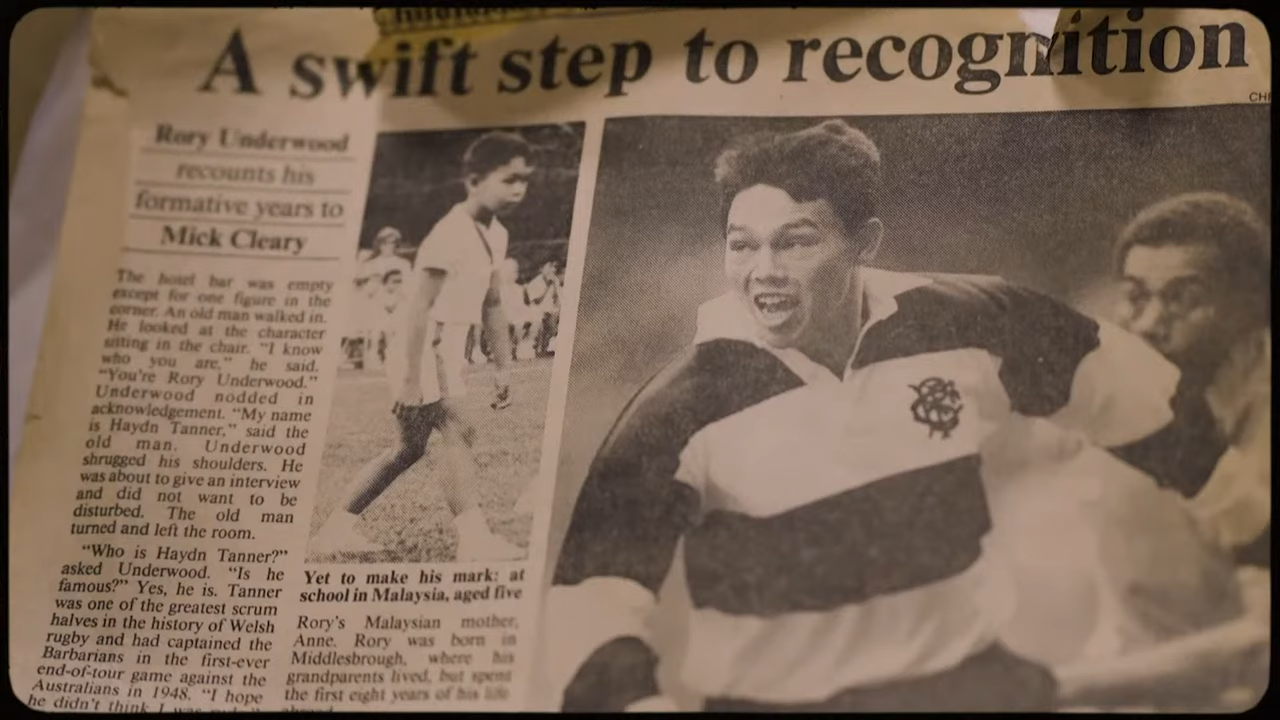 A swift step to recognition
CH
Rory Underwood
recounts his
formative years to
Mick Cleary
The hotel bar was empty
except for one figure in the
corner. An old man walked in.
He looked at the character
sitting in the chair. “I know
who you are,” he said.
“You're Rory Underwood.”
Underwood nodded in
acknowledgement. “My name
is Haydn Tanner,” said the
old man. Underwood
shrugged his shoulders. He
was about to give an interview
and did not want to be
disturbed. The old man
turned and left the room.
“Who is Haydn Tanner?”
asked Underwood. “Is he
famous?” Yes, he is. Tanner
was one of the greatest scrum
halves in the history of Welsh
rugby and had captained the
Barbarians in the first-ever
end-of-tour game against the
Australians in 1948. “I hope
he didn't think I was
Yet to make his mark: at
school in Malaysia, aged five
Rory's Malaysian mother,
Anne. Rory was born in
Middlesbrough, where his
grandparents lived, but spent
the first eight years of his life